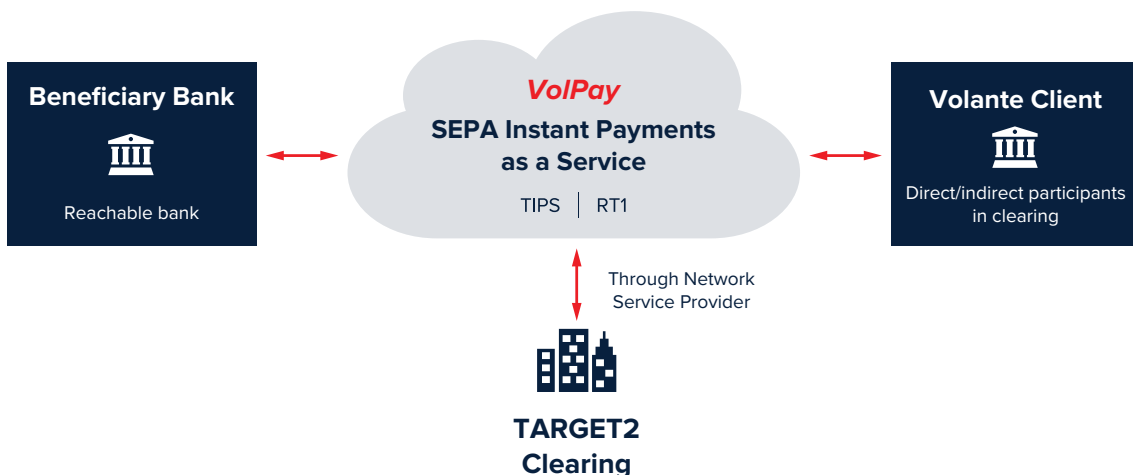 Beneficiary Bank
Reachable bank
VolPay
SEPA Instant Payments
as a Service
TIPS | RT1
Volante Client
Direct/indirect participants
in clearing
Through Network
Service Provider
TARGET2
Clearing